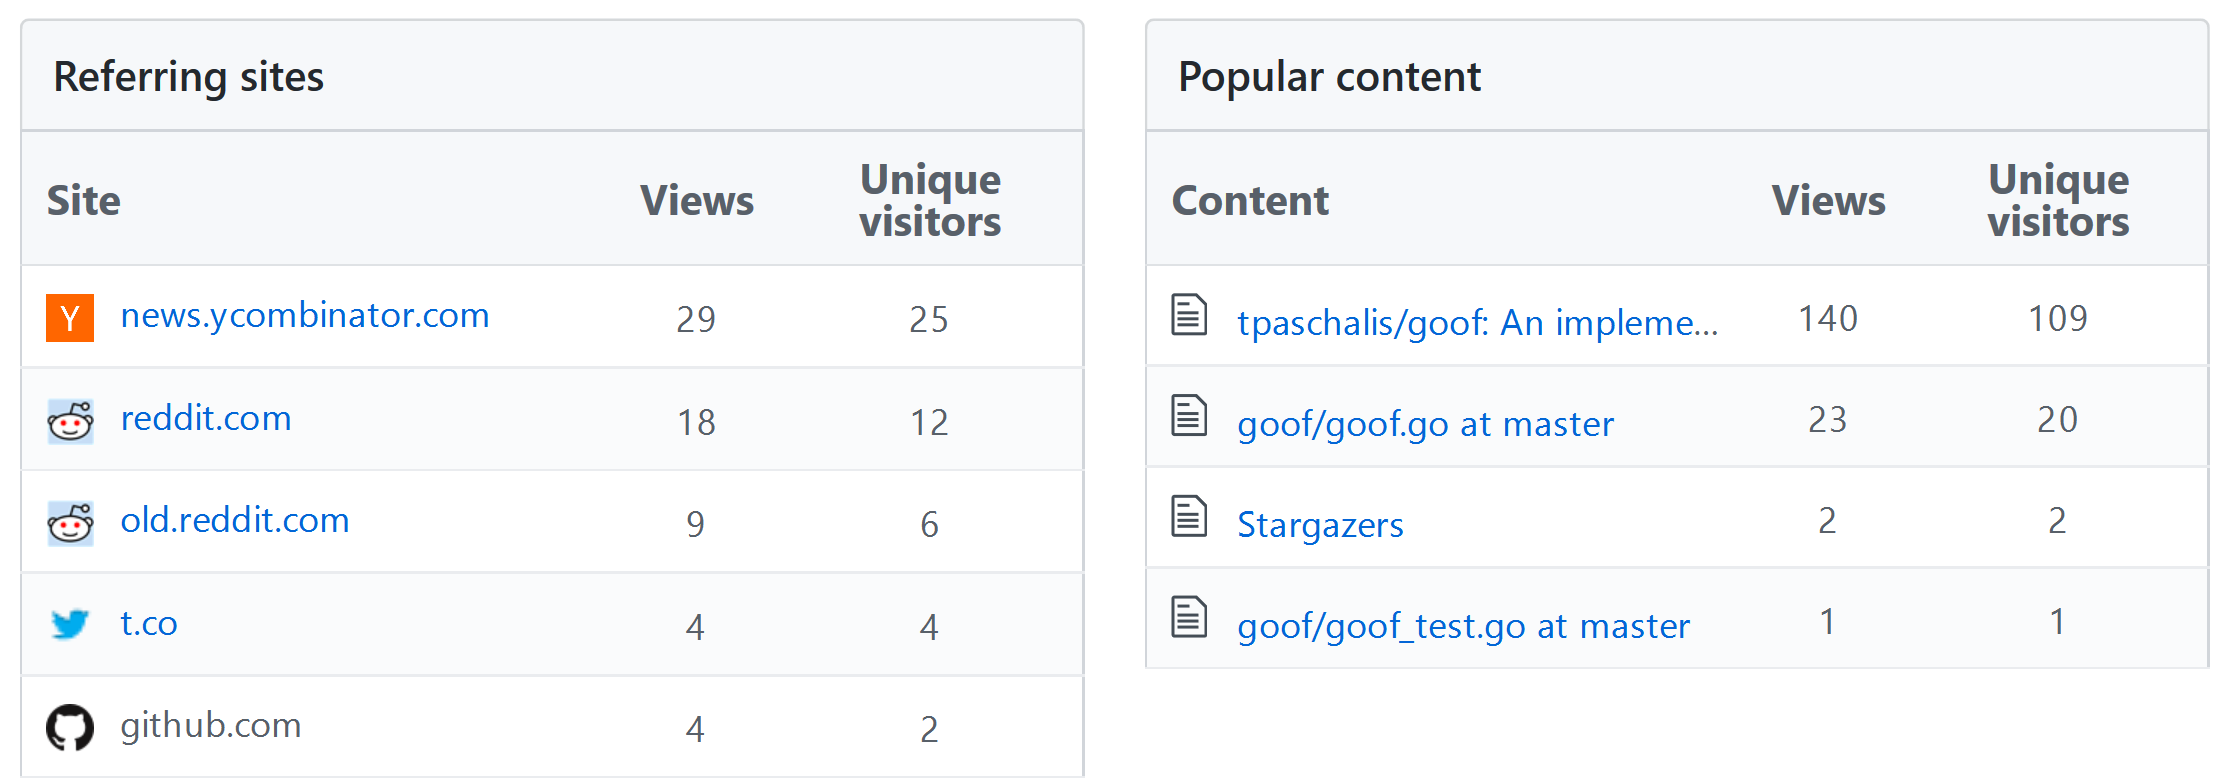 Referring sites
Site Views Unique visitors
Y news.ycombinator.com 29 25
reddit.com 18 12
old.reddit.com 9 6
t.co 4 4
github.com 4 2
Popular content
Content Views Unique visitors
tpaschalis/goof: An impleme... 140 109
goof/goof.go at master 23 20
Stargazers 2 2
goof/goof_test.go at master 1 1